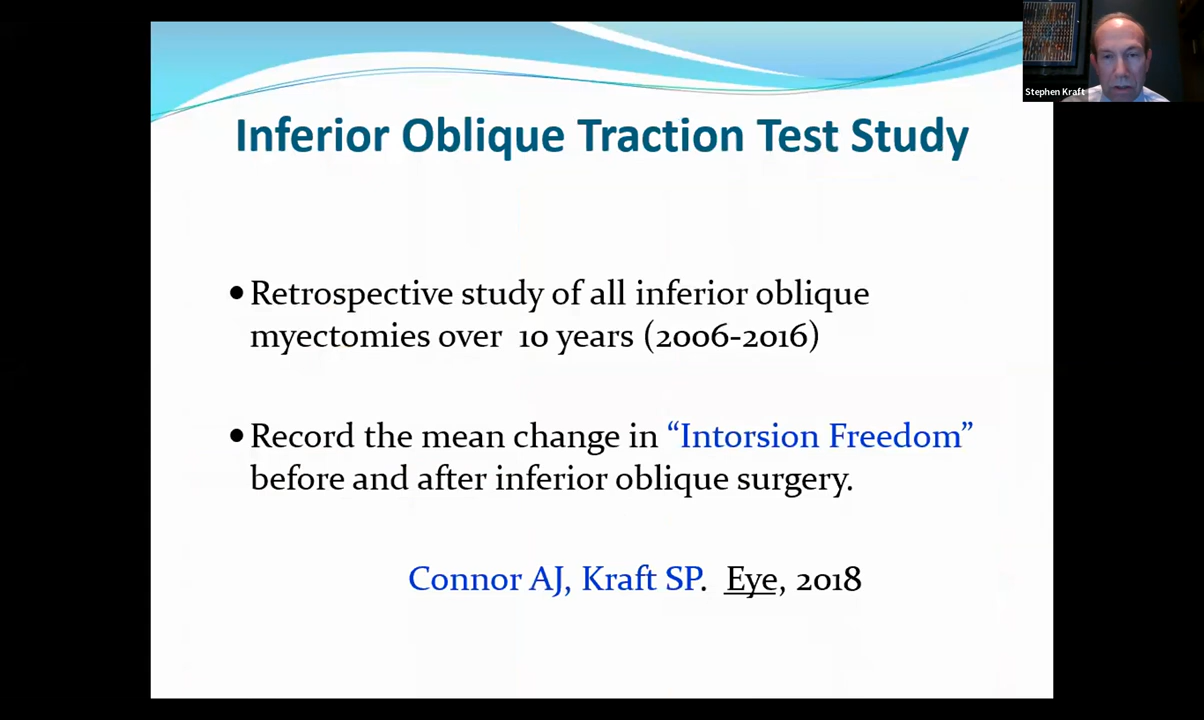 Stephen Kraft
Inferior Oblique Traction Test Study
• Retrospective study of all inferior oblique
myectomies over 10 years (2006-2016)
• Record the mean change in “Intorsion Freedom”
before and after inferior oblique surgery.
Connor AJ, Kraft SP. Eye, 2018